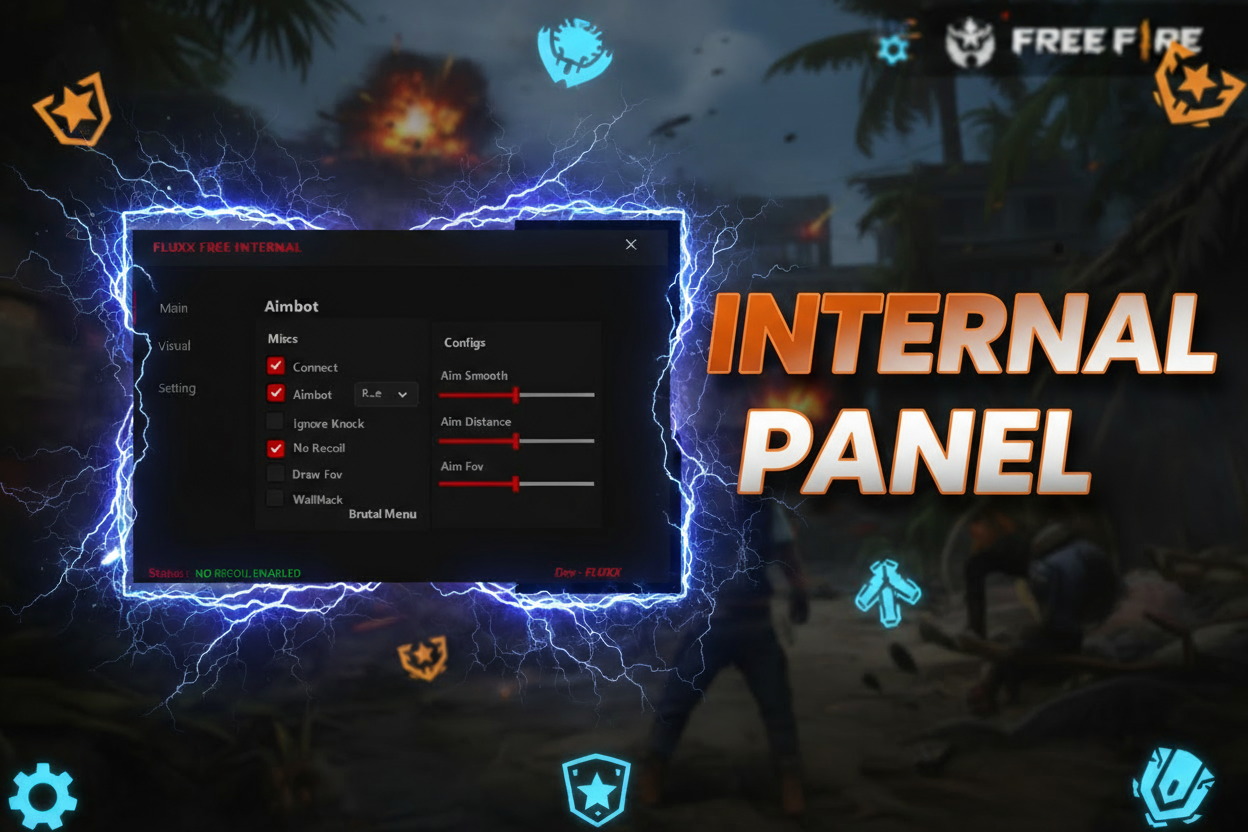 FREE FIRE
FLUXX FREE INTERNAL
Main
Visual
Setting
Aimbot
Miscs
Connect
Aimbot
Ignore Knock
No Recoil
Draw Fov
WallMack
Brutal Menu
Configs
Aim Smooth
Aim Distance
Aim Fov
Status: NO RECOIL ENABLED
Dev - FLUXX
INTERNAL
PANEL